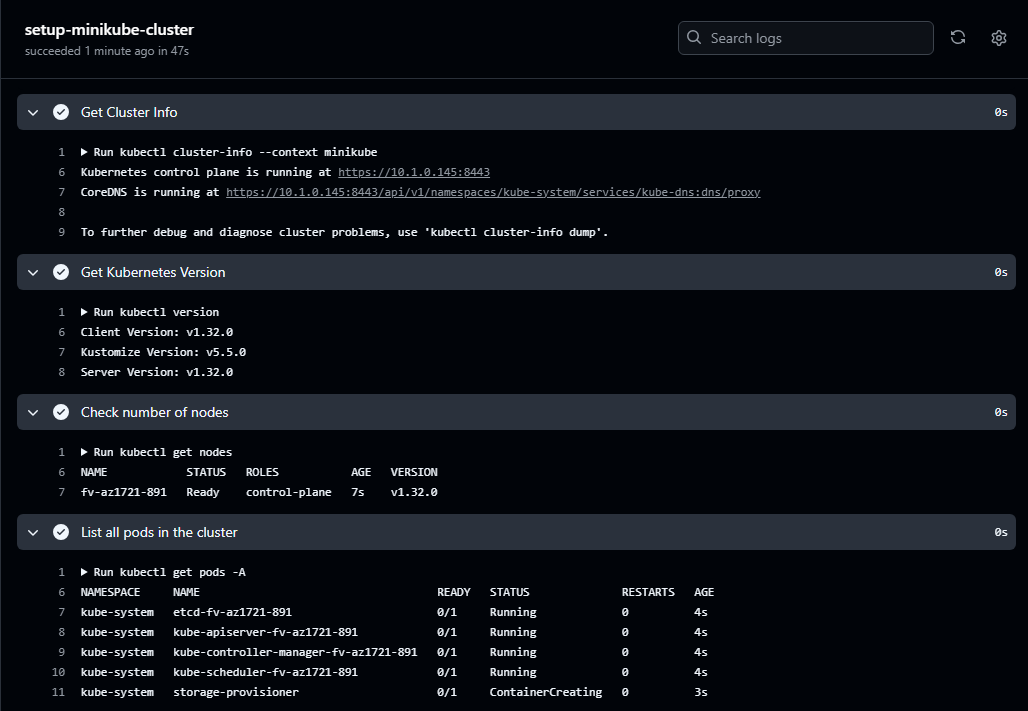 setup-minikube-cluster
succeeded 1 minute ago in 47s
Search logs
Get Cluster Info 0s
1 Run kubectl cluster-info --context minikube
6 Kubernetes control plane is running at https://10.1.0.145:8443
7 CoreDNS is running at https://10.1.0.145:8443/api/v1/namespaces/kube-system/services/kube-dns:dns/proxy
8
9 To further debug and diagnose cluster problems, use 'kubectl cluster-info dump'.
Get Kubernetes Version 0s
1 Run kubectl version
6 Client Version: v1.32.0
7 Kustomize Version: v5.5.0
8 Server Version: v1.32.0
Check number of nodes 0s
1 Run kubectl get nodes
6 NAME STATUS ROLES AGE VERSION
7 fv-az1721-891 Ready control-plane 7s v1.32.0
List all pods in the cluster 0s
1 Run kubectl get pods -A
6 NAMESPACE NAME READY STATUS RESTARTS AGE
7 kube-system etcd-fv-az1721-891 0/1 Running 0 4s
8 kube-system kube-apiserver-fv-az1721-891 0/1 Running 0 4s
9 kube-system kube-controller-manager-fv-az1721-891 0/1 Running 0 4s
10 kube-system kube-scheduler-fv-az1721-891 0/1 Running 0 4s
11 kube-system storage-provisioner 0/1 ContainerCreating 0 3s